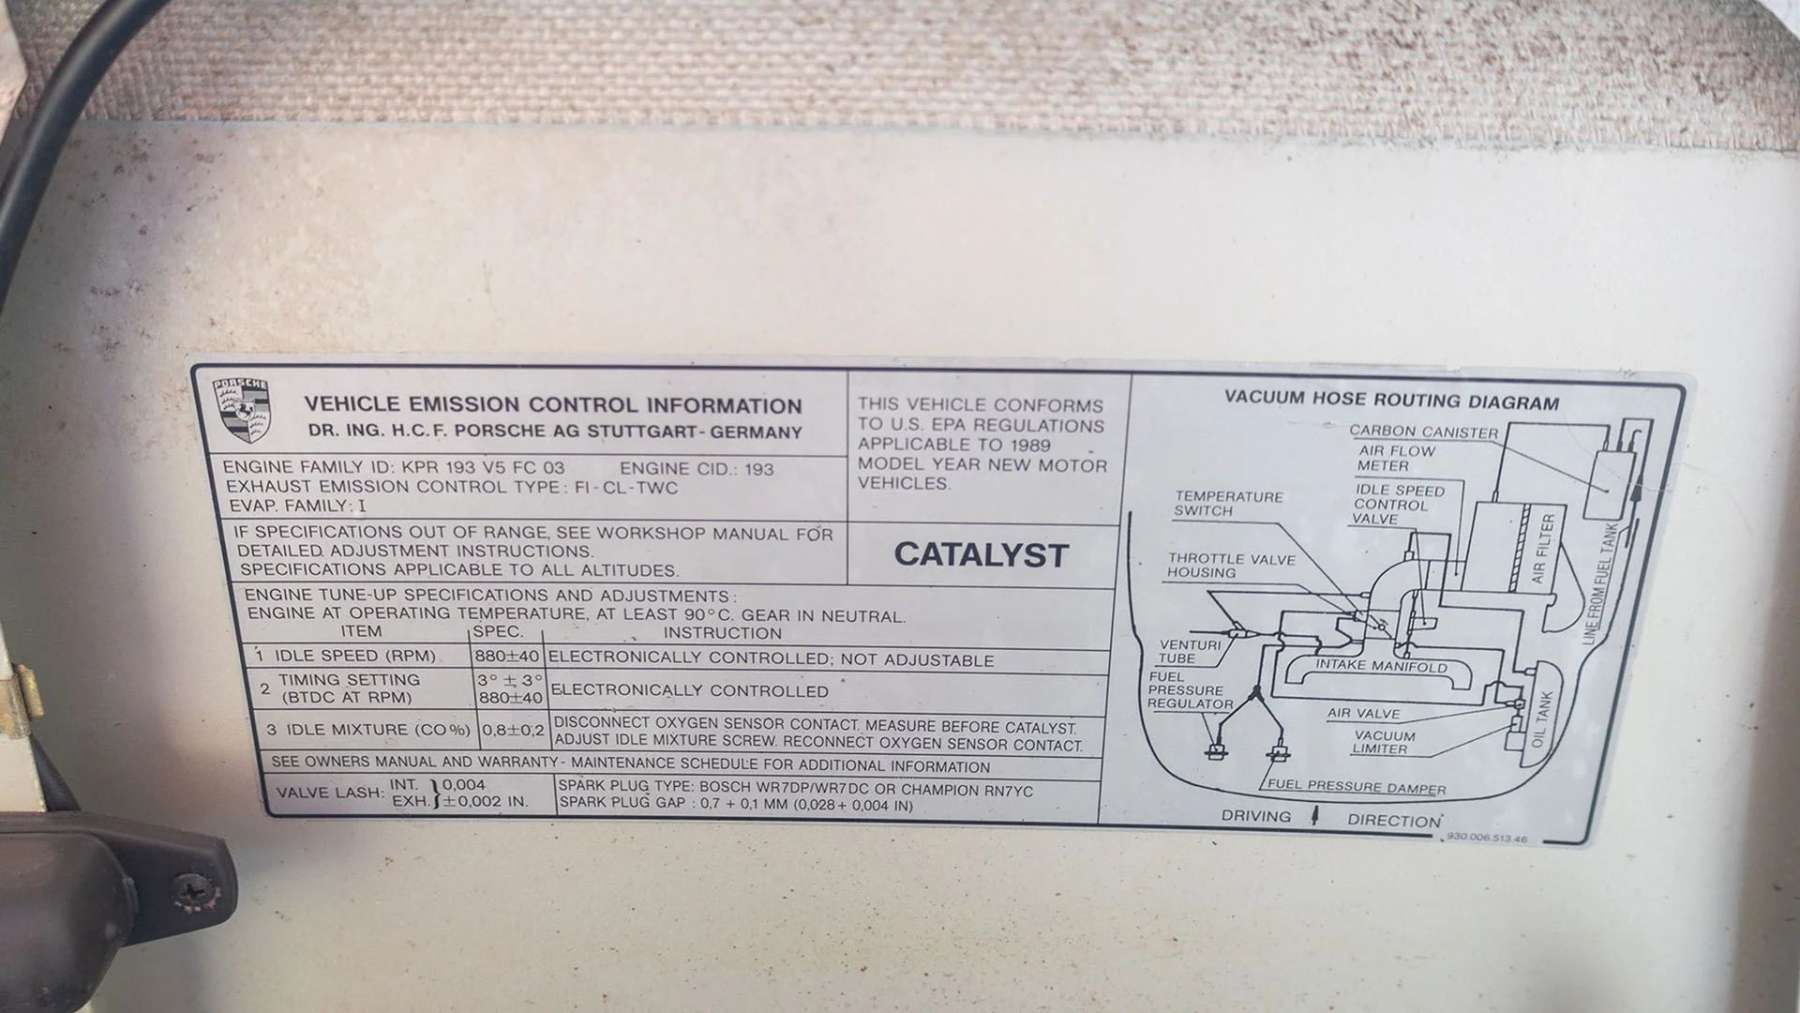 PORSCHE
VEHICLE EMISSION CONTROL INFORMATION
DR. ING. H.C.F. PORSCHE AG STUTTGART - GERMANY
ENGINE FAMILY ID: KPR 193 V5 FC 03 ENGINE CID.: 193
EXHAUST EMISSION CONTROL TYPE: FI-CL-TWC
EVAP. FAMILY: I
THIS VEHICLE CONFORMS
TO U.S. EPA REGULATIONS
APPLICABLE TO 1989
MODEL YEAR NEW MOTOR
VEHICLES.
IF SPECIFICATIONS OUT OF RANGE, SEE WORKSHOP MANUAL FOR
DETAILED ADJUSTMENT INSTRUCTIONS.
SPECIFICATIONS APPLICABLE TO ALL ALTITUDES.
CATALYST
ENGINE TUNE-UP SPECIFICATIONS AND ADJUSTMENTS:
ENGINE AT OPERATING TEMPERATURE, AT LEAST 90°C. GEAR IN NEUTRAL.
ITEM SPEC. INSTRUCTION
1 IDLE SPEED (RPM) 880±40 ELECTRONICALLY CONTROLLED; NOT ADJUSTABLE
2 TIMING SETTING 3° ± 3°
(BTDC AT RPM) 880±40 ELECTRONICALLY CONTROLLED
3 IDLE MIXTURE (CO%) 0,8±0,2 DISCONNECT OXYGEN SENSOR CONTACT. MEASURE BEFORE CATALYST.
ADJUST IDLE MIXTURE SCREW. RECONNECT OXYGEN SENSOR CONTACT.
SEE OWNERS MANUAL AND WARRANTY - MAINTENANCE SCHEDULE FOR ADDITIONAL INFORMATION
VALVE LASH: INT. } 0,004
EXH. } ±0,002 IN.
SPARK PLUG TYPE: BOSCH WR7DP/WR7DC OR CHAMPION RN7YC
SPARK PLUG GAP : 0,7 + 0,1 MM (0,028 + 0,004 IN)
VACUUM HOSE ROUTING DIAGRAM
CARBON CANISTER
AIR FLOW
METER
IDLE SPEED
CONTROL
VALVE
TEMPERATURE
SWITCH
THROTTLE VALVE
HOUSING
AIR FILTER
LINE FROM FUEL TANK
VENTURI
TUBE
INTAKE MANIFOLD
FUEL
PRESSURE
REGULATOR
AIR VALVE
VACUUM
LIMITER
OIL TANK
FUEL PRESSURE DAMPER
DRIVING DIRECTION
930.006.513.46